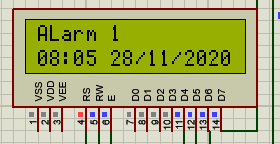 ALarm 1
08:05 28/11/2020
VSS VDD VEE RS RW E D0 D1 D2 D3 D4 D5 D6 D7
1 2 3 4 5 6 7 8 9 10 11 12 13 14